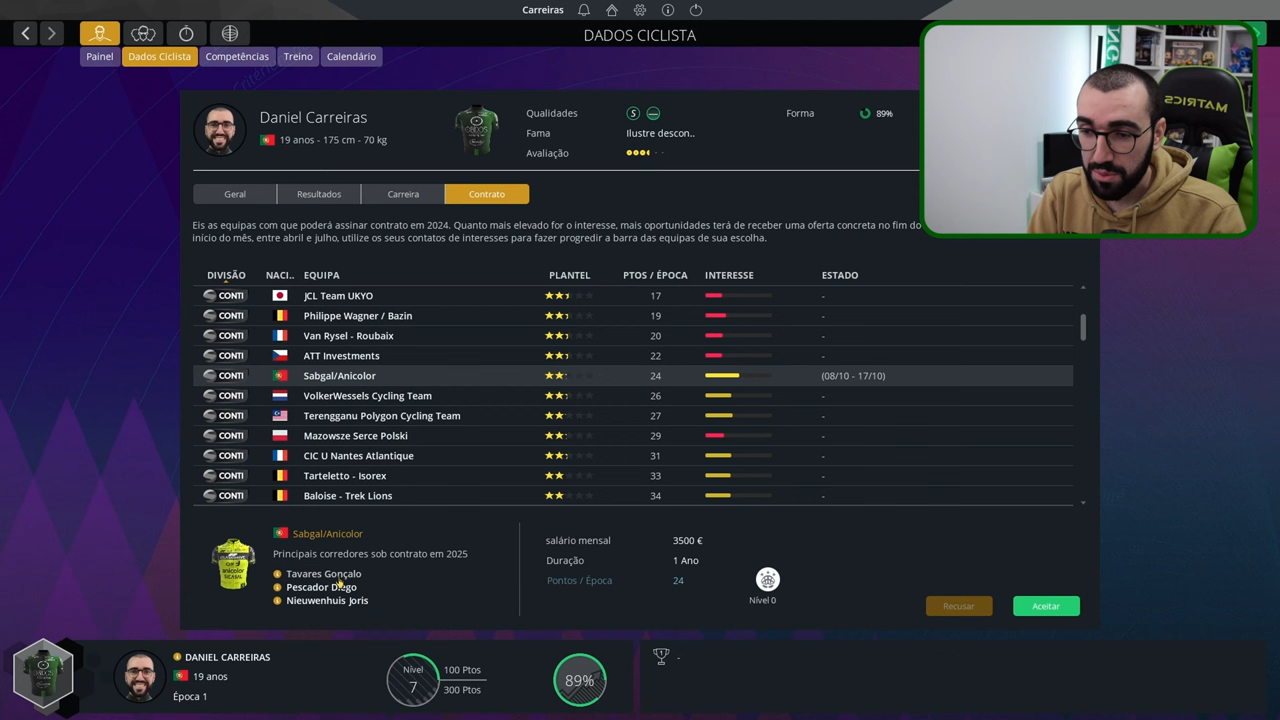 Carreiras
DADOS CICLISTA
Painel
Dados Ciclista
Competências
Treino
Calendário
MATRICS
Daniel Carreiras
19 anos - 175 cm - 70 kg
Qualidades
S
Forma
89%
Fama
Ilustre descon..
Avaliação
Geral
Resultados
Carreira
Contrato
Eis as equipas com que poderá assinar contrato em 2024. Quanto mais elevado for o interesse, mais oportunidades terá de receber uma oferta concreta no fim do
início do mês, entre abril e julho, utilize os seus contatos de interesses para fazer progredir a barra das equipas de sua escolha.
DIVISÃO NACI.. EQUIPA PLANTEL PTOS / ÉPOCA INTERESSE ESTADO
CONTI JCL Team UKYO 17 -
CONTI Philippe Wagner / Bazin 19 -
CONTI Van Rysel - Roubaix 20 -
CONTI ATT Investments 22 -
CONTI Sabgal/Anicolor 24 (08/10 - 17/10)
CONTI VolkerWessels Cycling Team 26 -
CONTI Terengganu Polygon Cycling Team 27 -
CONTI Mazowsze Serce Polski 29 -
CONTI CIC U Nantes Atlantique 31 -
CONTI Tarteletto - Isorex 33 -
CONTI Baloise - Trek Lions 34 -
Sabgal/Anicolor
Principais corredores sob contrato em 2025
Tavares Gonçalo
Pescador Diego
Nieuwenhuis Joris
salário mensal 3500 €
Duração 1 Ano
Pontos / Época 24
Nível 0
Recusar
Aceitar
DANIEL CARREIRAS
19 anos
Época 1
Nível
7
100 Ptos
300 Ptos
89%
-